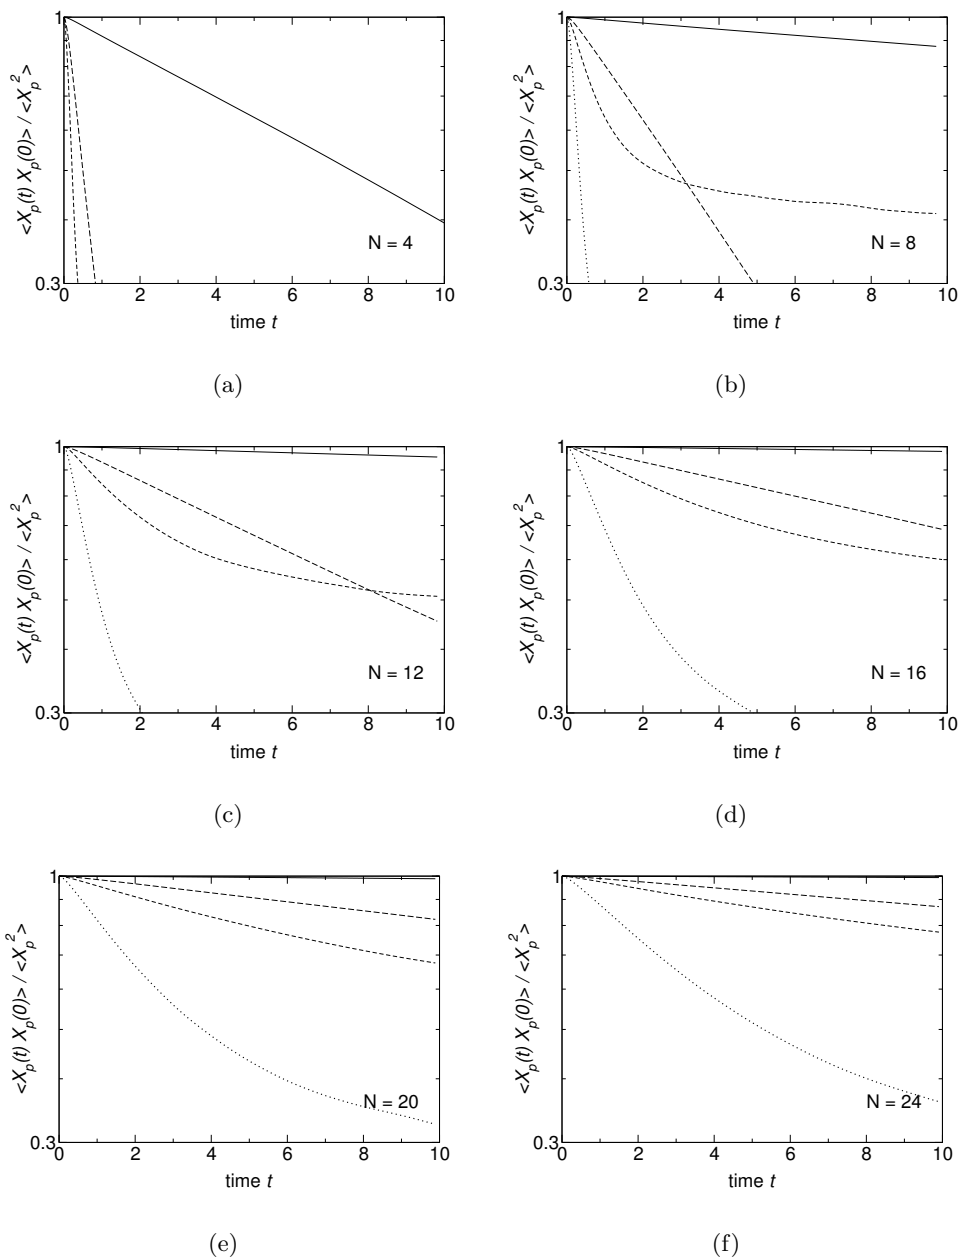 1
0.3
<X_p(t) X_p(0)> / <X_p^2>
N = 4
0 2 4 6 8 10
time t
(a)
1
0.3
<X_p(t) X_p(0)> / <X_p^2>
N = 8
0 2 4 6 8 10
time t
(b)
1
0.3
<X_p(t) X_p(0)> / <X_p^2>
N = 12
0 2 4 6 8 10
time t
(c)
1
0.3
<X_p(t) X_p(0)> / <X_p^2>
N = 16
0 2 4 6 8 10
time t
(d)
1
0.3
<X_p(t) X_p(0)> / <X_p^2>
N = 20
0 2 4 6 8 10
time t
(e)
1
0.3
<X_p(t) X_p(0)> / <X_p^2>
N = 24
0 2 4 6 8 10
time t
(f)